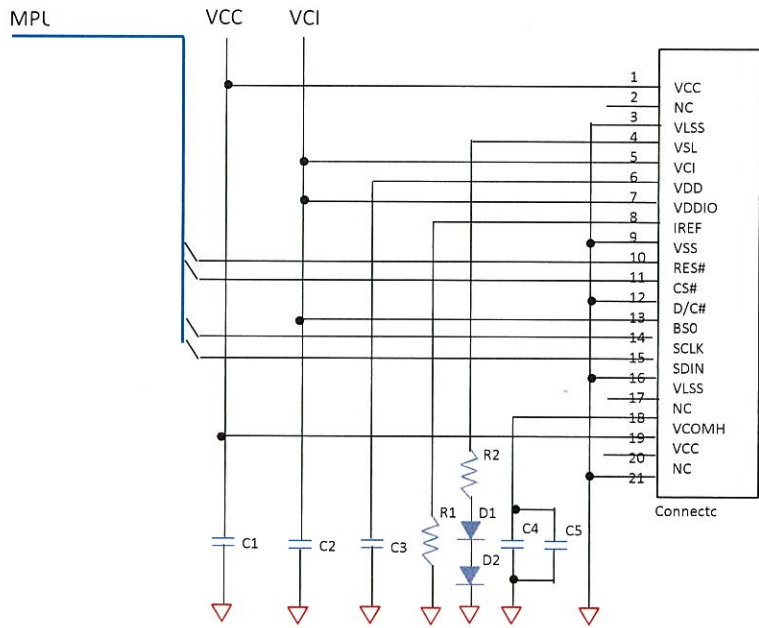 MPL VCC VCI
1 VCC
2 NC
3 VLSS
4 VSL
5 VCI
6 VDD
7 VDDIO
8 IREF
9 VSS
10 RES#
11 CS#
12 D/C#
13 BS0
14 SCLK
15 SDIN
16 VLSS
17 NC
18 VCOMH
19 VCC
20 NC
21
R2
R1 D1
C1 C2 C3 C4 C5
D2
Connectc